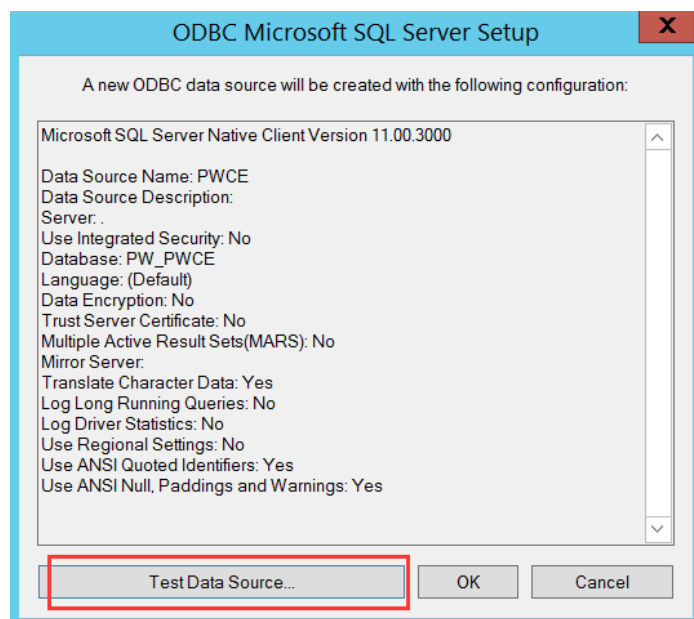 ODBC Microsoft SQL Server Setup
X
A new ODBC data source will be created with the following configuration:
Microsoft SQL Server Native Client Version 11.00.3000
Data Source Name: PWCE
Data Source Description:
Server: .
Use Integrated Security: No
Database: PW_PWCE
Language: (Default)
Data Encryption: No
Trust Server Certificate: No
Multiple Active Result Sets(MARS): No
Mirror Server:
Translate Character Data: Yes
Log Long Running Queries: No
Log Driver Statistics: No
Use Regional Settings: No
Use ANSI Quoted Identifiers: Yes
Use ANSI Null, Paddings and Warnings: Yes
Test Data Source...
OK
Cancel